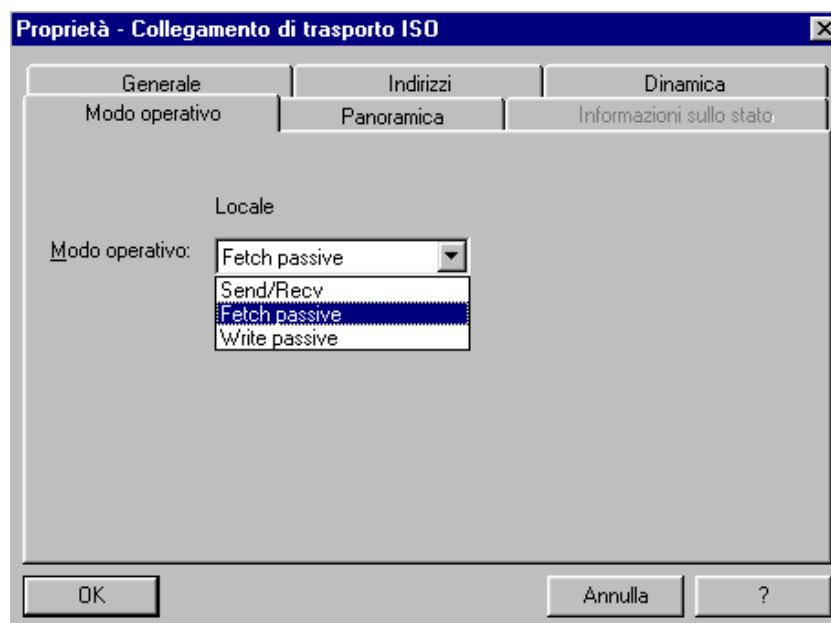 Proprietà - Collegamento di trasporto ISO
Generale Indirizzi Dinamica
Modo operativo Panoramica Informazioni sullo stato
Locale
Modo operativo: Fetch passive
Send/Recv
Fetch passive
Write passive
OK Annulla ?